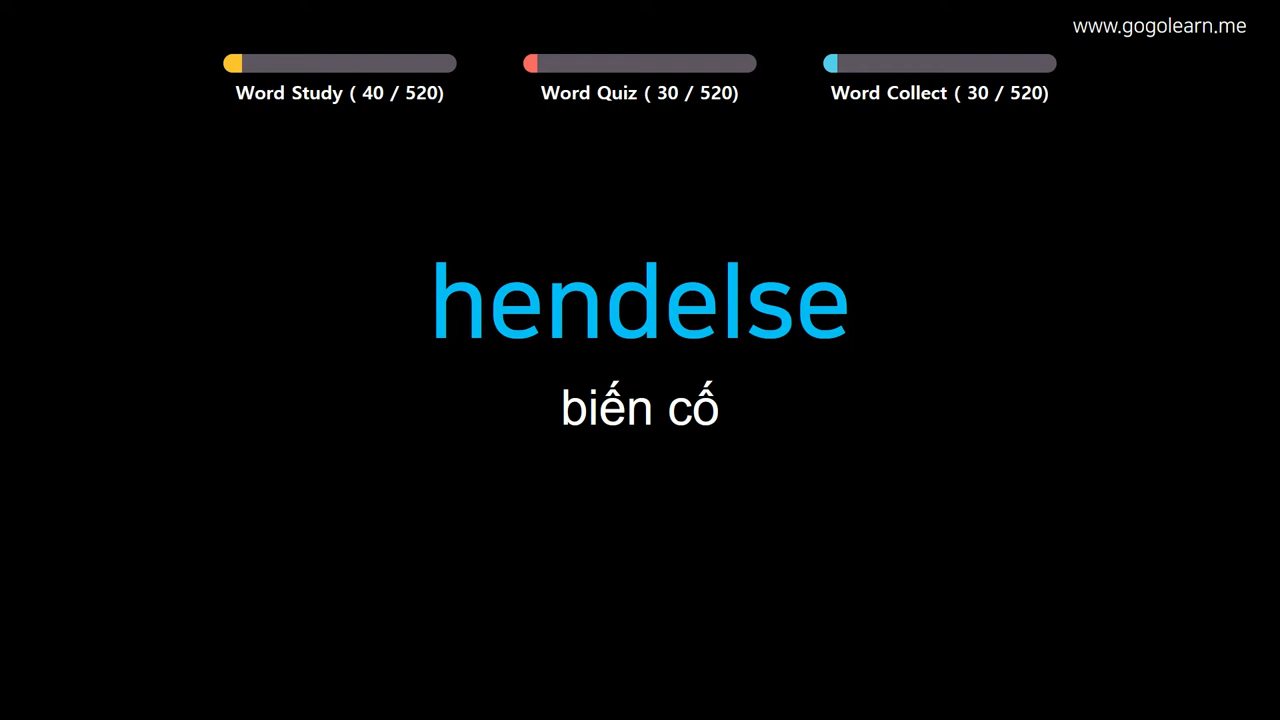 www.gogolearn.me
Word Study ( 40 / 520)
Word Quiz ( 30 / 520)
Word Collect ( 30 / 520)
hendelse
biến cố